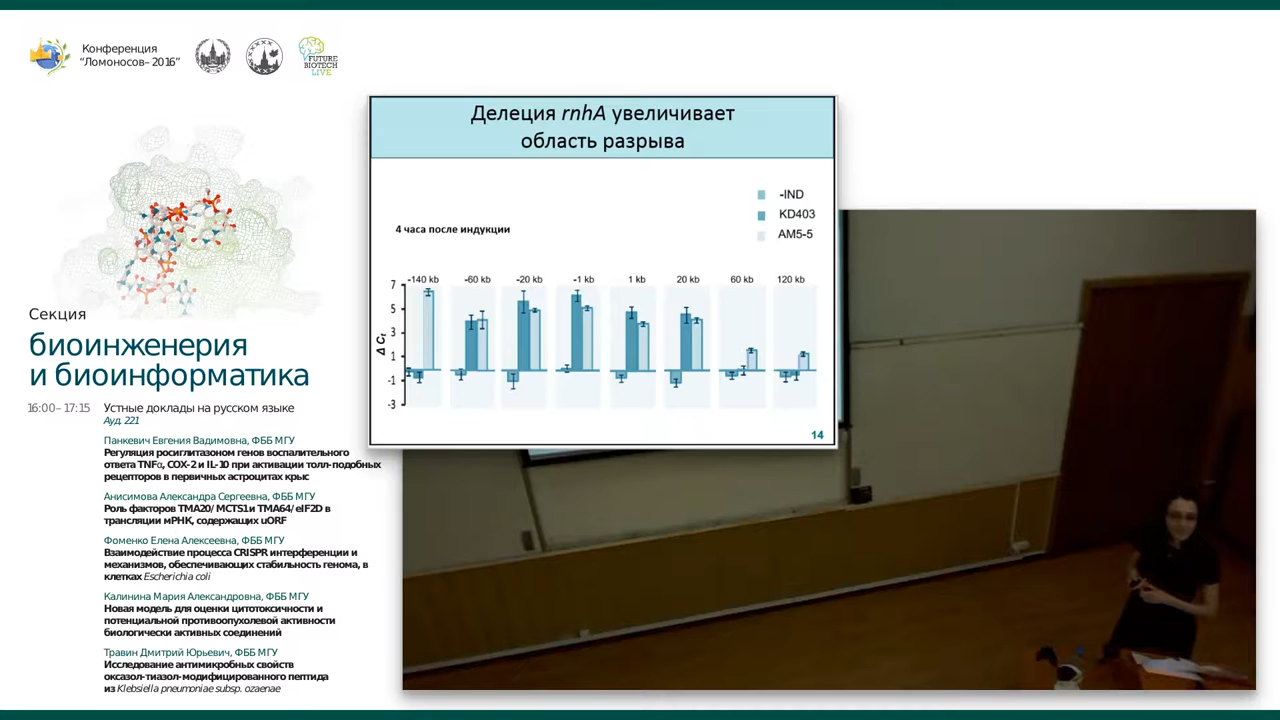 Конференция
“Ломоносов–2016”
FUTURE
BIOTECH
LIVE
Делеция rnhA увеличивает
область разрыва
-IND
KD403
AM5-5
4 часа после индукции
-140 kb -60 kb -20 kb -1 kb 1 kb 20 kb 60 kb 120 kb
7
5
3
1
-1
-3
Δ Ct
14
Секция
биоинженерия
и биоинформатика
16:00–17:15 Устные доклады на русском языке
Ауд. 221
Панкевич Евгения Вадимовна, ФББ МГУ
Регуляция росиглитазоном генов воспалительного
ответа TNFα, COX-2 и IL-10 при активации толл-подобных
рецепторов в первичных астроцитах крыс
Анисимова Александра Сергеевна, ФББ МГУ
Роль факторов TMA20/MCTS1 и TMA64/eIF2D в
трансляции мРНК, содержащих uORF
Фоменко Елена Алексеевна, ФББ МГУ
Взаимодействие процесса CRISPR интерференции и
механизмов, обеспечивающих стабильность генома, в
клетках Escherichia coli
Калинина Мария Александровна, ФББ МГУ
Новая модель для оценки цитотоксичности и
потенциальной противоопухолевой активности
биологически активных соединений
Травин Дмитрий Юрьевич, ФББ МГУ
Исследование антимикробных свойств
оксазол-тиазол-модифицированного пептида
из Klebsiella pneumoniae subsp. ozaenae